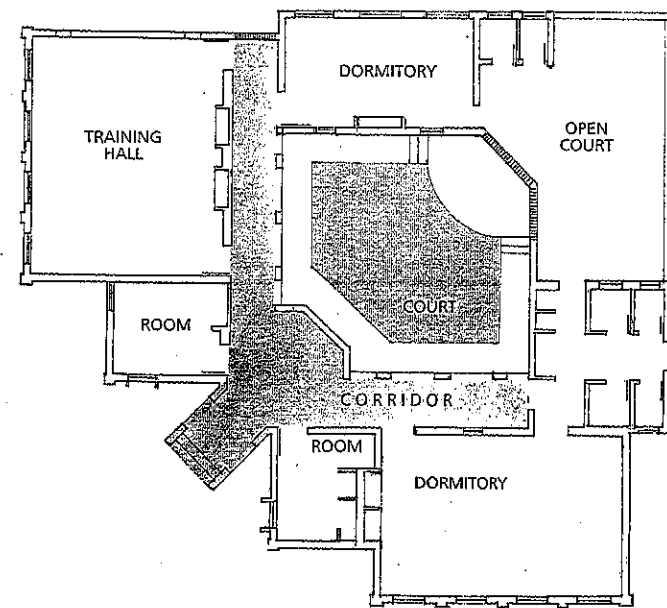 DORMITORY
TRAINING
HALL
OPEN
COURT
COURT
ROOM
CORRIDOR
ROOM
DORMITORY